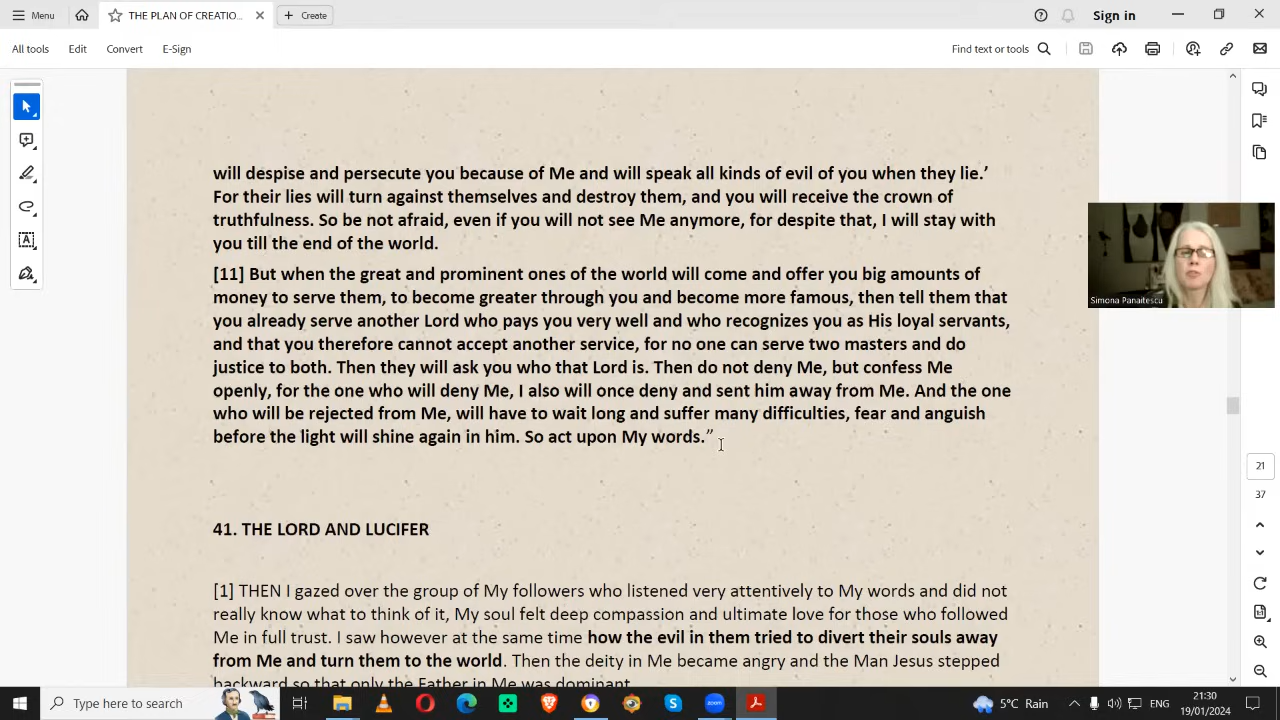 Menu
THE PLAN OF CREATIO...
Create
Sign in
All tools
Edit
Convert
E-Sign
Find text or tools
will despise and persecute you because of Me and will speak all kinds of evil of you when they lie.’
For their lies will turn against themselves and destroy them, and you will receive the crown of
truthfulness. So be not afraid, even if you will not see Me anymore, for despite that, I will stay with
you till the end of the world.
[11] But when the great and prominent ones of the world will come and offer you big amounts of
money to serve them, to become greater through you and become more famous, then tell them that
you already serve another Lord who pays you very well and who recognizes you as His loyal servants,
and that you therefore cannot accept another service, for no one can serve two masters and do
justice to both. Then they will ask you who that Lord is. Then do not deny Me, but confess Me
openly, for the one who will deny Me, I also will once deny and sent him away from Me. And the one
who will be rejected from Me, will have to wait long and suffer many difficulties, fear and anguish
before the light will shine again in him. So act upon My words.”
41. THE LORD AND LUCIFER
[1] THEN I gazed over the group of My followers who listened very attentively to My words and did not
really know what to think of it, My soul felt deep compassion and ultimate love for those who followed
Me in full trust. I saw however at the same time how the evil in them tried to divert their souls away
from Me and turn them to the world. Then the deity in Me became angry and the Man Jesus stepped
backward so that only the Father in Me was dominant.
Simona Panaitescu
21
37
Type here to search
5°C Rain
ENG
21:30
19/01/2024